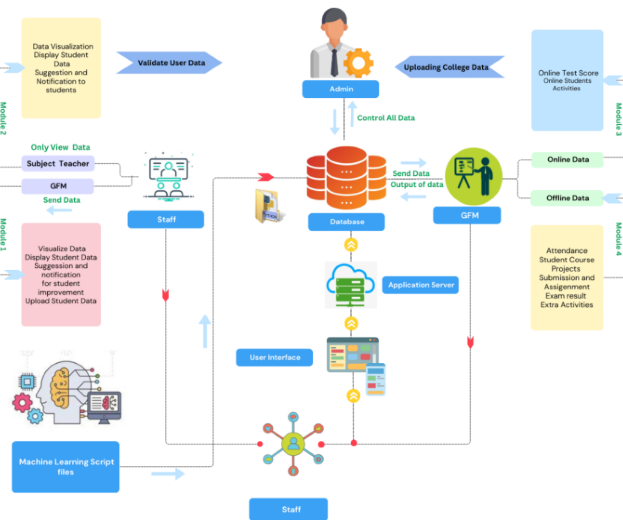 Data Visualization
Display Student
Data
Suggestion and
Notification to
students
Validate User Data
Uploading College Data
Admin
Online Test Score
Online Students
Activities
Module 2
Module 3
Control All Data
Only View Data
Subject Teacher
GFM
Send Data
Staff
Database
Send Data
Output of data
GFM
Online Data
Offline Data
Module 1
Visualize Data
Display Student Data
Suggession and
notification
for student
improvement
Upload Student Data
Module 4
Attendance
Student Course
Projects
Submission and
Assignment
Exam result
Extra Activities
Application Server
User Interface
Machine Learning Script
files
Staff